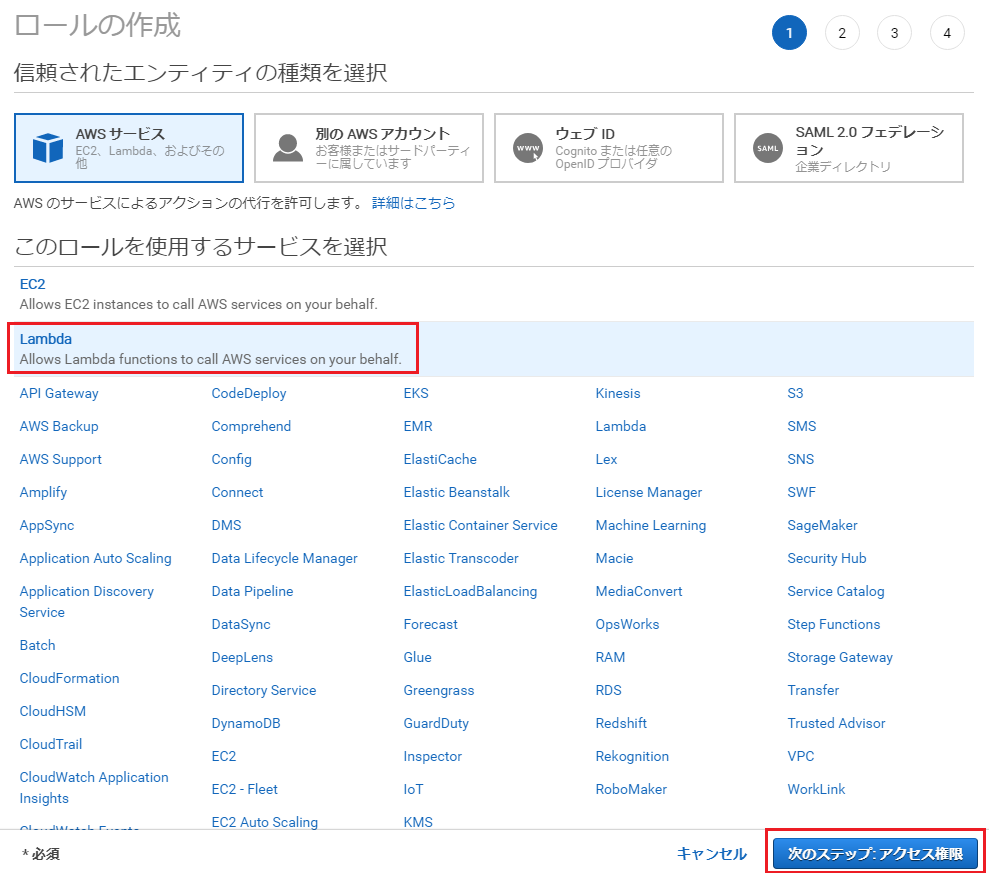 ロールの作成
1 2 3 4
信頼されたエンティティの種類を選択
AWS サービス
EC2、Lambda、およびその
他
別の AWS アカウント
お客様またはサードパーティ
ーに属しています
WWW
ウェブ ID
Cognito または任意の
OpenID プロバイダ
SAML
SAML 2.0 フェデレーシ
ョン
企業ディレクトリ
AWS のサービスによるアクションの代行を許可します。 詳細はこちら
このロールを使用するサービスを選択
EC2
Allows EC2 instances to call AWS services on your behalf.
Lambda
Allows Lambda functions to call AWS services on your behalf.
API Gateway
AWS Backup
AWS Support
Amplify
AppSync
Application Auto Scaling
Application Discovery
Service
Batch
CloudFormation
CloudHSM
CloudTrail
CloudWatch Application
Insights
CloudWatch Events
CodeDeploy
Comprehend
Config
Connect
DMS
Data Lifecycle Manager
Data Pipeline
DataSync
DeepLens
Directory Service
DynamoDB
EC2
EC2 - Fleet
EC2 Auto Scaling
EKS
EMR
ElastiCache
Elastic Beanstalk
Elastic Container Service
Elastic Transcoder
ElasticLoadBalancing
Forecast
Glue
Greengrass
GuardDuty
Inspector
IoT
KMS
Kinesis
Lambda
Lex
License Manager
Machine Learning
Macie
MediaConvert
OpsWorks
RAM
RDS
Redshift
Rekognition
RoboMaker
S3
SMS
SNS
SWF
SageMaker
Security Hub
Service Catalog
Step Functions
Storage Gateway
Transfer
Trusted Advisor
VPC
WorkLink
* 必須
キャンセル
次のステップ: アクセス権限